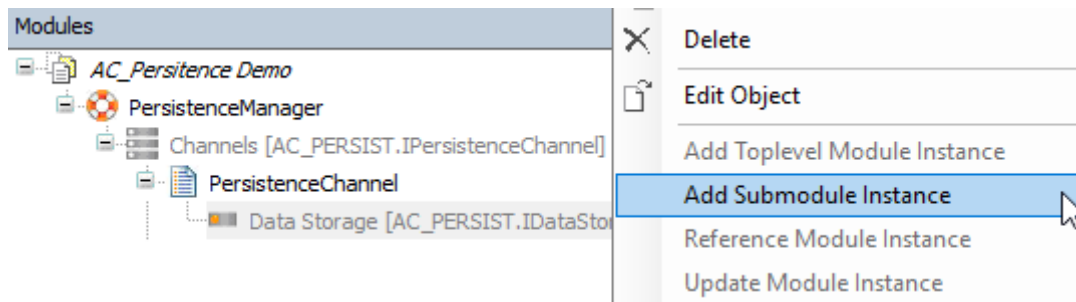 Modules
AC_Persitence Demo
PersistenceManager
Channels [AC_PERSIST.IPersistenceChannel]
PersistenceChannel
Data Storage [AC_PERSIST.IDataStor
Delete
Edit Object
Add Toplevel Module Instance
Add Submodule Instance
Reference Module Instance
Update Module Instance